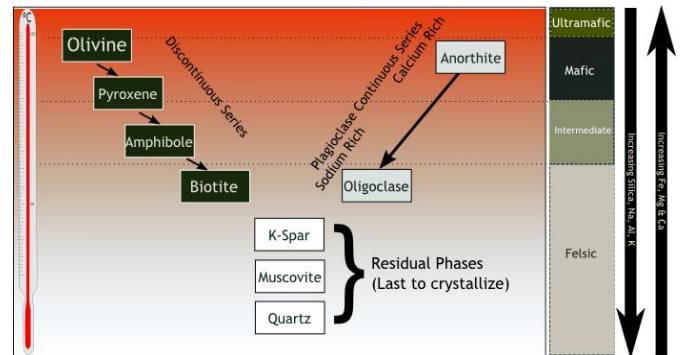 °C
Olivine
Pyroxene
Amphibole
Biotite
Discontinuous Series
Plagioclase Continuous Series
Calcium Rich
Sodium Rich
Anorthite
Oligoclase
K-Spar
Muscovite
Quartz
Residual Phases
(Last to crystallize)
Ultramafic
Mafic
Intermediate
Felsic
Increasing Silica, Na, Al, K
Increasing Fe, Mg & Ca